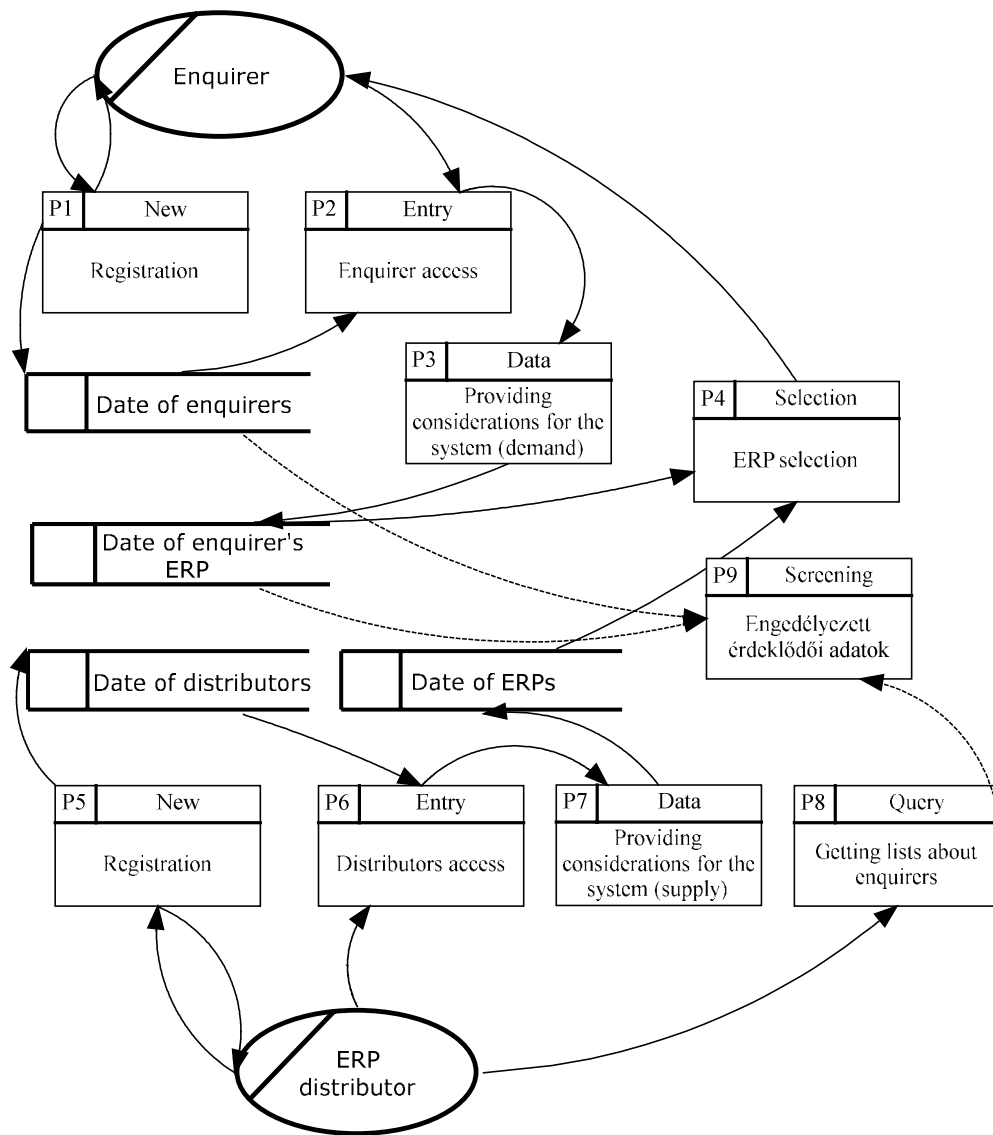 Enquirer
P1 New
Registration
P2 Entry
Enquirer access
P3 Data
Providing
considerations for the
system (demand)
P4 Selection
ERP selection
Date of enquirers
Date of enquirer's
ERP
P9 Screening
Engedélyezett
érdeklődői adatok
Date of distributors
Date of ERPs
P5 New
Registration
P6 Entry
Distributors access
P7 Data
Providing
considerations for the
system (supply)
P8 Query
Getting lists about
enquirers
ERP
distributor